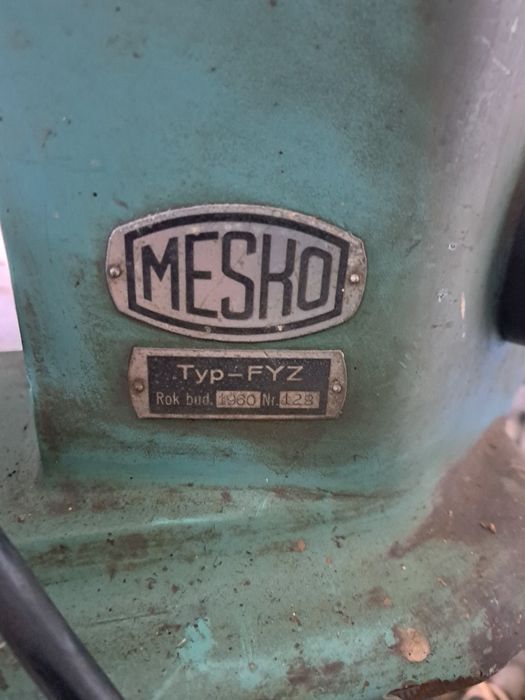 MESKO
Typ-FYZ
Rok bud. 1960 Nr. 128